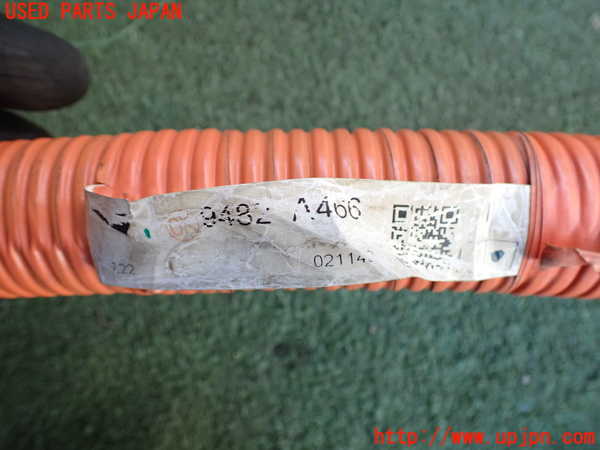 USED PARTS JAPAN
9482 A466
02114
http://www.upjpn.com/